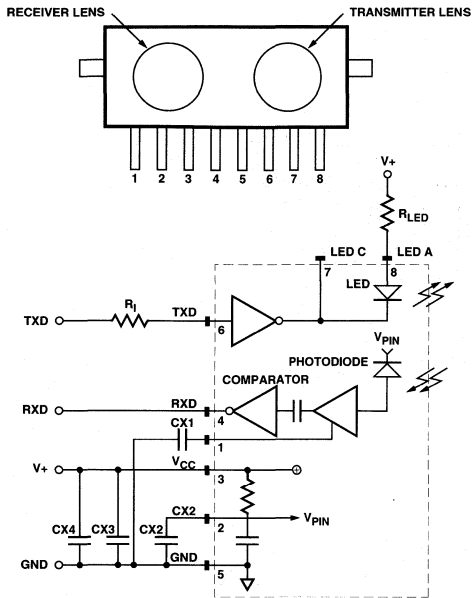 RECEIVER LENS
TRANSMITTER LENS
1 2 3 4 5 6 7 8
V+
RLED
LED C
LED A
7
8
LED
TXD
RI
TXD
6
VPIN
PHOTODIODE
COMPARATOR
RXD
RXD
4
CX1
1
V+
VCC
3
CX2
2
VPIN
CX4
CX3
CX2
GND
GND
5